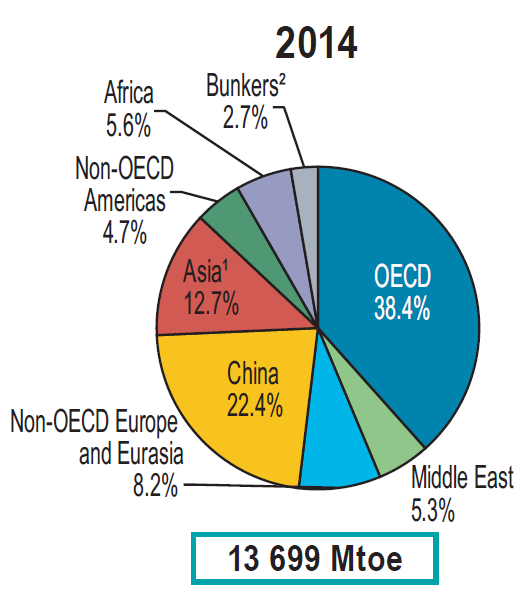 2014
Bunkers²
2.7%
Africa
5.6%
Non-OECD
Americas
4.7%
Asia¹
12.7%
OECD
38.4%
China
22.4%
Non-OECD Europe
and Eurasia
8.2%
Middle East
5.3%
13 699 Mtoe